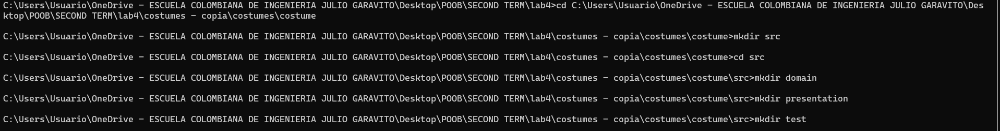 C:\Users\Usuario\OneDrive - ESCUELA COLOMBIANA DE INGENIERIA JULIO GARAVITO\Desktop\POOB\SECOND TERM\lab4>cd C:\Users\Usuario\OneDrive - ESCUELA COLOMBIANA DE INGENIERIA JULIO GARAVITO\Des
ktop\POOB\SECOND TERM\lab4\costumes - copia\costumes\costume
C:\Users\Usuario\OneDrive - ESCUELA COLOMBIANA DE INGENIERIA JULIO GARAVITO\Desktop\POOB\SECOND TERM\lab4\costumes - copia\costumes\costume>mkdir src
C:\Users\Usuario\OneDrive - ESCUELA COLOMBIANA DE INGENIERIA JULIO GARAVITO\Desktop\POOB\SECOND TERM\lab4\costumes - copia\costumes\costume>cd src
C:\Users\Usuario\OneDrive - ESCUELA COLOMBIANA DE INGENIERIA JULIO GARAVITO\Desktop\POOB\SECOND TERM\lab4\costumes - copia\costumes\costume\src>mkdir domain
C:\Users\Usuario\OneDrive - ESCUELA COLOMBIANA DE INGENIERIA JULIO GARAVITO\Desktop\POOB\SECOND TERM\lab4\costumes - copia\costumes\costume\src>mkdir presentation
C:\Users\Usuario\OneDrive - ESCUELA COLOMBIANA DE INGENIERIA JULIO GARAVITO\Desktop\POOB\SECOND TERM\lab4\costumes - copia\costumes\costume\src>mkdir test